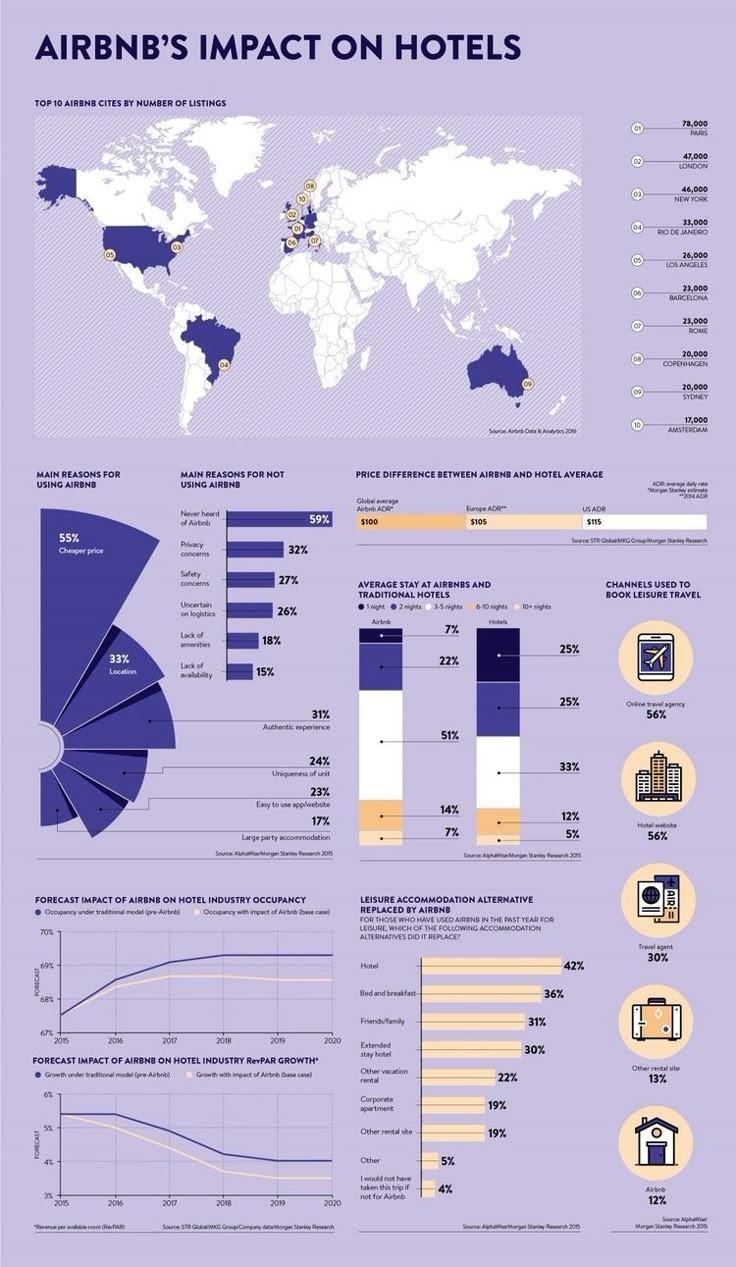 AIRBNB'S IMPACT ON HOTELS
TOP 10 AIRBNB CITES BY NUMBER OF LISTINGS
08
10
02
01
06
07
05
03
04
09
Source: Airbnb Data & Analytics 2016
01
78,000
PARIS
02
47,000
LONDON
03
46,000
NEW YORK
04
33,000
RIO DE JANEIRO
05
26,000
LOS ANGELES
06
23,000
BARCELONA
07
23,000
ROME
08
20,000
COPENHAGEN
09
20,000
SYDNEY
10
17,000
AMSTERDAM
MAIN REASONS FOR
USING AIRBNB
55%
Cheaper price
33%
Location
31%
Authentic experience
24%
Uniqueness of unit
23%
Easy to use app/website
17%
Large party accommodation
Source: AlphaWise/Morgan Stanley Research 2015
MAIN REASONS FOR NOT
USING AIRBNB
Never heard
of Airbnb
59%
Privacy
concerns
32%
Safety
concerns
27%
Uncertain
on logistics
26%
Lack of
amenities
18%
Lack of
availability
15%
PRICE DIFFERENCE BETWEEN AIRBNB AND HOTEL AVERAGE
ADR: average daily rate
*Morgan Stanley estimate
**2014 ADR
Global average
Airbnb ADR*
Europe ADR**
US ADR
$100
$105
$115
Source: STR Global/MKG Group/Morgan Stanley Research
AVERAGE STAY AT AIRBNBS AND
TRADITIONAL HOTELS
1 night
2 nights
3-5 nights
6-10 nights
10+ nights
Airbnb
7%
22%
51%
14%
7%
Hotels
25%
25%
33%
12%
5%
Source: AlphaWise/Morgan Stanley Research 2015
CHANNELS USED TO
BOOK LEISURE TRAVEL
Online travel agency
56%
Hotel website
56%
AIR
Travel agent
30%
Other rental site
13%
Airbnb
12%
Source: AlphaWise/
Morgan Stanley Research 2015
FORECAST IMPACT OF AIRBNB ON HOTEL INDUSTRY OCCUPANCY
Occupancy under traditional model (pre-Airbnb)
Occupancy with impact of Airbnb (base case)
70%
69%
68%
67%
FORECAST
2015
2016
2017
2018
2019
2020
FORECAST IMPACT OF AIRBNB ON HOTEL INDUSTRY RevPAR GROWTH*
Growth under traditional model (pre-Airbnb)
Growth with impact of Airbnb (base case)
6%
5%
4%
3%
FORECAST
2015
2016
2017
2018
2019
2020
*Revenue per available room (RevPAR)
Source: STR Global/MKG Group/Company data/Morgan Stanley Research
LEISURE ACCOMMODATION ALTERNATIVE
REPLACED BY AIRBNB
FOR THOSE WHO HAVE USED AIRBNB IN THE PAST YEAR FOR
LEISURE, WHICH OF THE FOLLOWING ACCOMMODATION
ALTERNATIVES DID IT REPLACE?
Hotel
42%
Bed and breakfast
36%
Friends/family
31%
Extended
stay hotel
30%
Other vacation
rental
22%
Corporate
apartment
19%
Other rental site
19%
Other
5%
I would not have
taken this trip if
not for Airbnb
4%
Source: AlphaWise/Morgan Stanley Research 2015